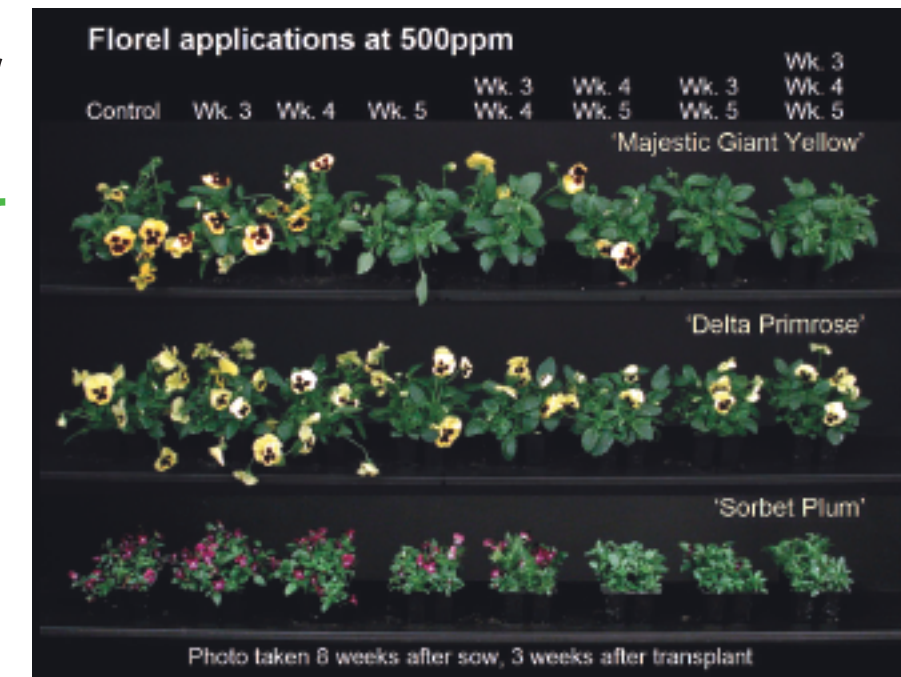 Florel applications at 500ppm
Control
Wk. 3
Wk. 4
Wk. 5
Wk. 3
Wk. 4
Wk. 4
Wk. 5
Wk. 3
Wk. 5
Wk. 3
Wk. 4
Wk. 5
'Majestic Giant Yellow'
'Delta Primrose'
'Sorbet Plum'
Photo taken 8 weeks after sow, 3 weeks after transplant